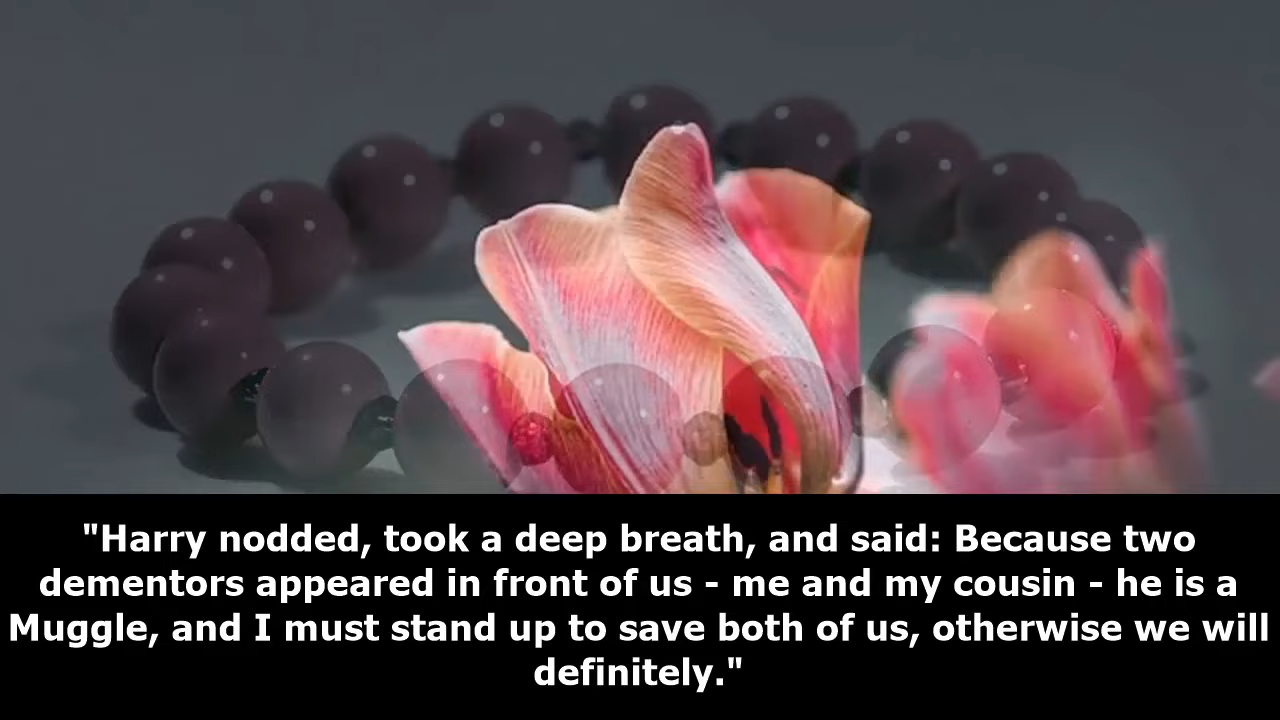 "Harry nodded, took a deep breath, and said: Because two
dementors appeared in front of us - me and my cousin - he is a
Muggle, and I must stand up to save both of us, otherwise we will
definitely."